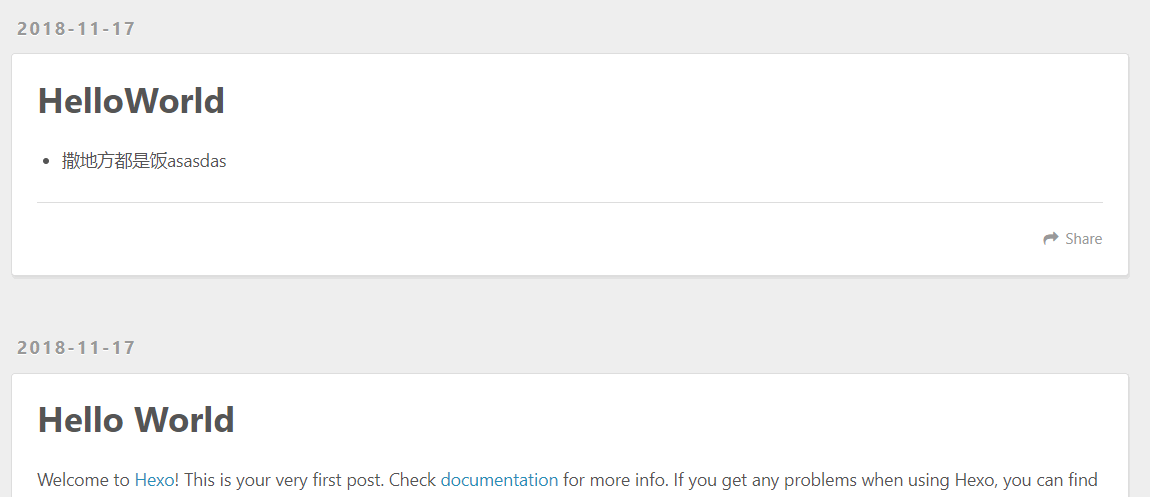 2018-11-17
HelloWorld
撒地方都是饭asasdas
Share
2018-11-17
Hello World
Welcome to Hexo! This is your very first post. Check documentation for more info. If you get any problems when using Hexo, you can find